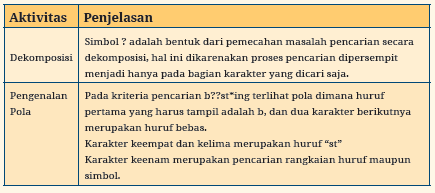 Aktivitas Penjelasan
Simbol ? adalah bentuk dari pemecahan masalah pencarian secara
Dekomposisi dekomposisi, hal ini dikarenakan proses pencarian dipersempit
menjadi hanya pada bagian karakter yang dicari saja.
Pengenalan Pada kriteria pencarian b??st*ing terlihat pola dimana huruf
Pola pertama yang harus tampil adalah b, dan dua karakter berikutnya
merupakan huruf bebas.
Karakter keempat dan kelima merupakan huruf “st”
Karakter keenam merupakan pencarian rangkaian huruf maupun
simbol.